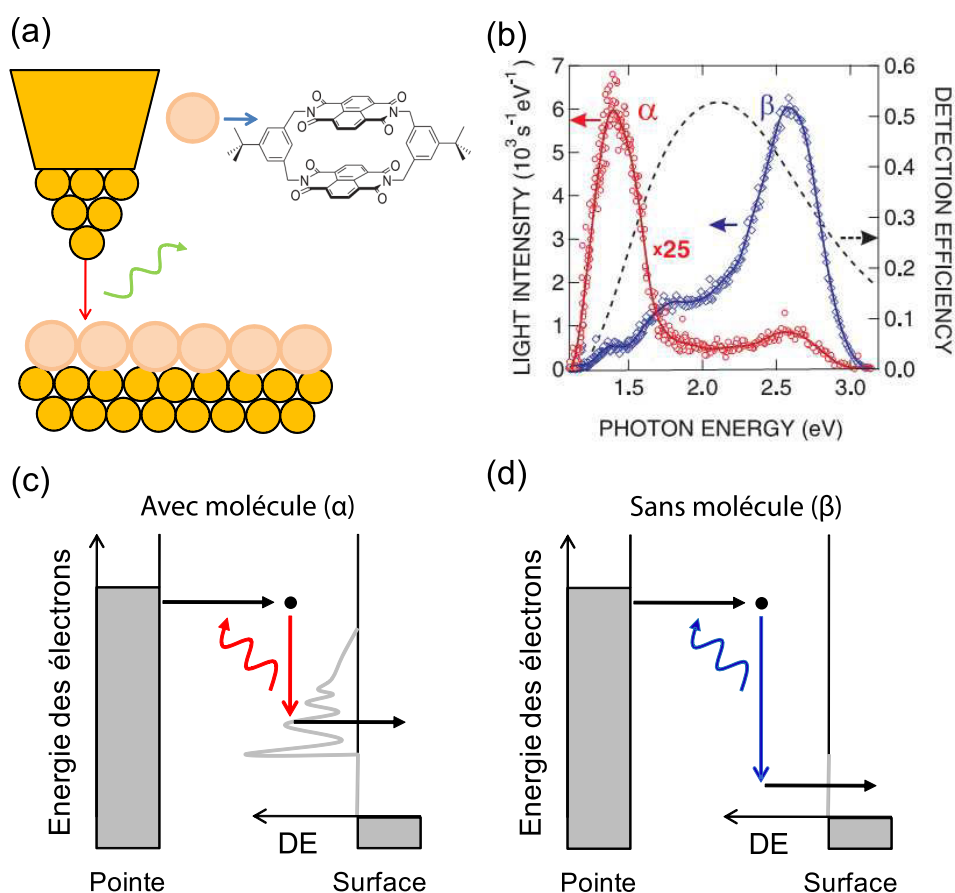 (a)
O
O
N
N
O
O
O
O
N
N
O
O
(b)
LIGHT INTENSITY (10³ s⁻¹ eV⁻¹)
7
6
5
4
3
2
1
0
α
β
x25
0.6
0.5
0.4
0.3
0.2
0.1
0.0
DETECTION EFFICIENCY
1.5
2.0
2.5
3.0
PHOTON ENERGY (eV)
(c)
Avec molécule (α)
Energie des électrons
DE
Pointe
Surface
(d)
Sans molécule (β)
Energie des électrons
DE
Pointe
Surface